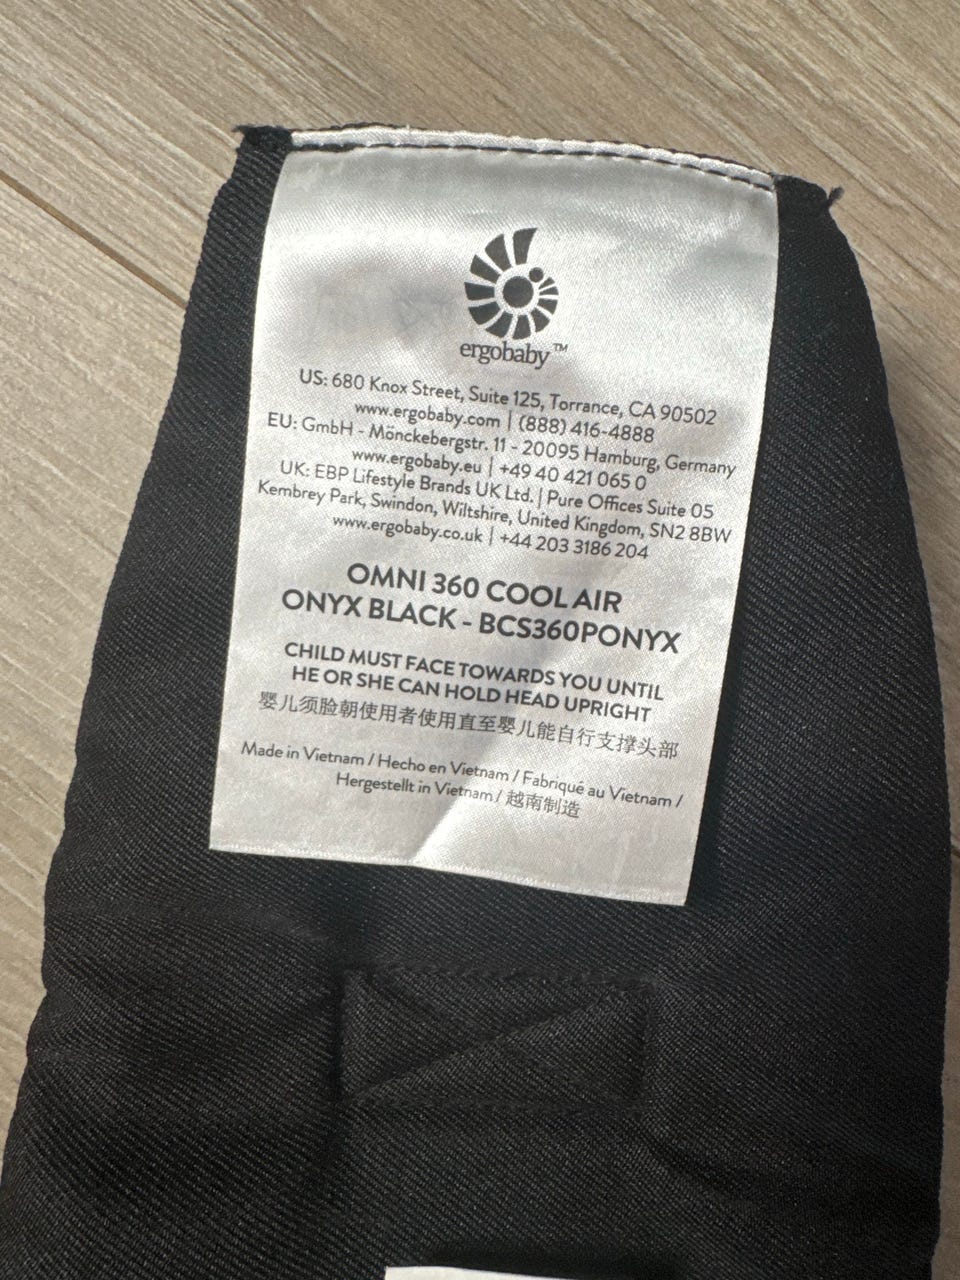 ergobaby™
US: 680 Knox Street, Suite 125, Torrance, CA 90502
www.ergobaby.com | (888) 416-4888
EU: GmbH - Mönckebergstr. 11 - 20095 Hamburg, Germany
www.ergobaby.eu | +49 40 421 065 0
UK: EBP Lifestyle Brands UK Ltd. | Pure Offices Suite 05
Kembrey Park, Swindon, Wiltshire, United Kingdom, SN2 8BW
www.ergobaby.co.uk | +44 203 3186 204
OMNI 360 COOL AIR
ONYX BLACK - BCS360PONYX
CHILD MUST FACE TOWARDS YOU UNTIL
HE OR SHE CAN HOLD HEAD UPRIGHT
婴儿须脸朝使用者使用直至婴儿能自行支撑头部
Made in Vietnam / Hecho en Vietnam / Fabriqué au Vietnam /
Hergestellt in Vietnam / 越南制造